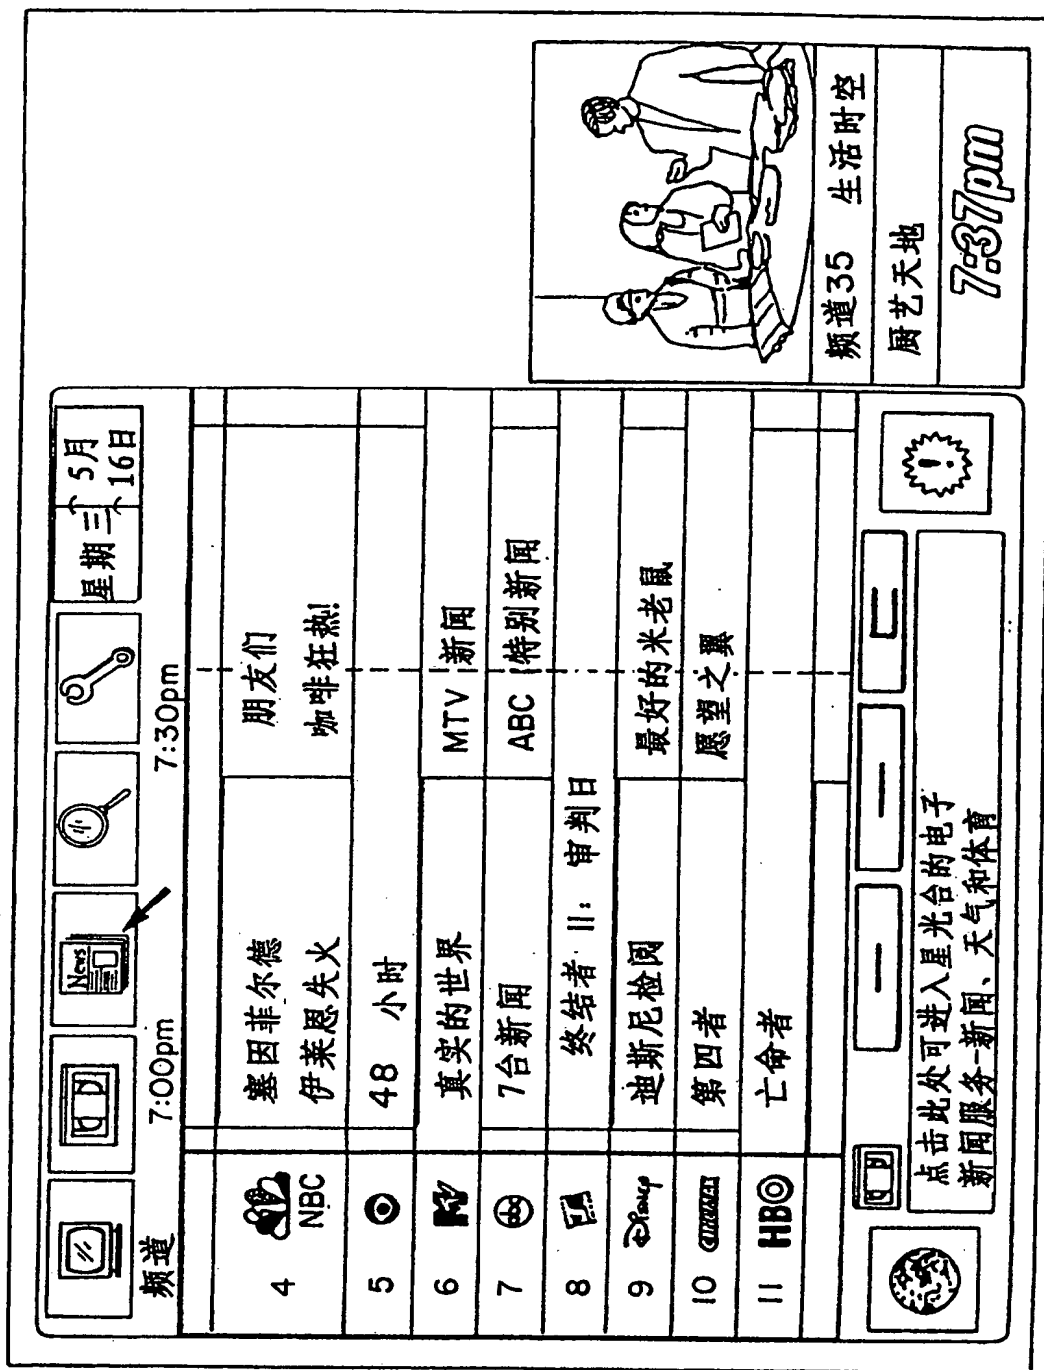 News
星期三
5月
16日
频道
7:00pm
7:30pm
4
NBC
塞因菲尔德
伊莱恩失火
朋友们
咖啡狂热!
5
48 小时
6
真实的世界
MTV 新闻
7
abc
7台新闻
ABC 特别新闻
8
终结者 II: 审判日
9
Disney
迪斯尼检阅
最好的米老鼠
10
第四者
愿望之翼
11
HBO
亡命者
点击此处可进入星光台的电子
新闻服务-新闻、天气和体育
频道35 生活时空
厨艺天地
7:37pm